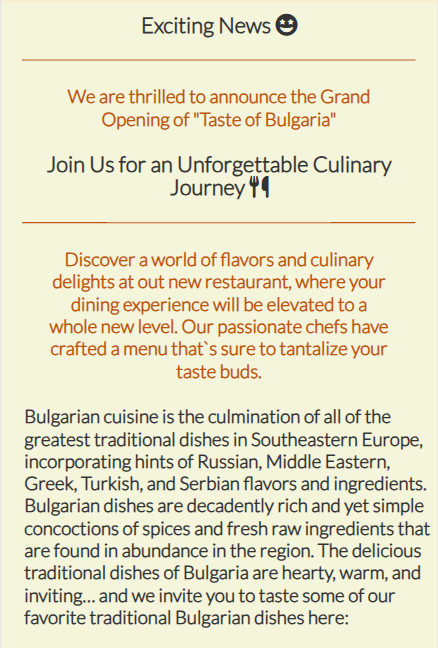 Exciting News
We are thrilled to announce the Grand
Opening of "Taste of Bulgaria"
Join Us for an Unforgettable Culinary
Journey
Discover a world of flavors and culinary
delights at out new restaurant, where your
dining experience will be elevated to a
whole new level. Our passionate chefs have
crafted a menu that`s sure to tantalize your
taste buds.
Bulgarian cuisine is the culmination of all of the
greatest traditional dishes in Southeastern Europe,
incorporating hints of Russian, Middle Eastern,
Greek, Turkish, and Serbian flavors and ingredients.
Bulgarian dishes are decadently rich and yet simple
concoctions of spices and fresh raw ingredients that
are found in abundance in the region. The delicious
traditional dishes of Bulgaria are hearty, warm, and
inviting... and we invite you to taste some of our
favorite traditional Bulgarian dishes here: